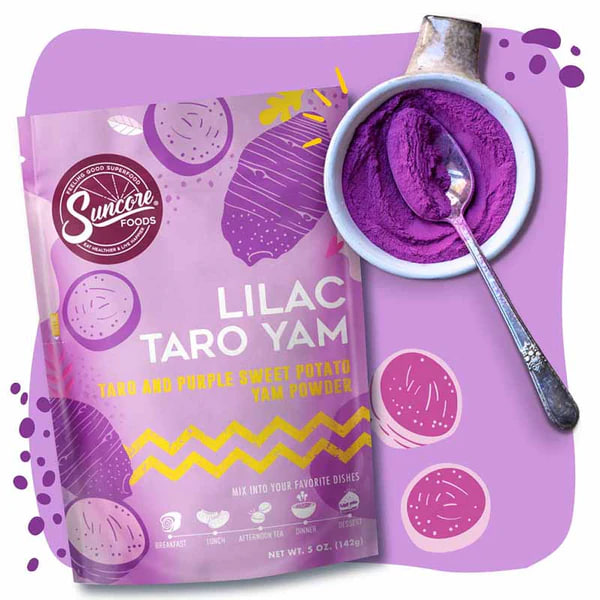 FEELING GOOD SUPERFOOD
Suncore®
FOODS
EAT HEALTHIER & LIVE HAPPIER
LILAC
TARO YAM
TARO AND PURPLE SWEET POTATO
YAM POWDER
MIX INTO YOUR FAVORITE DISHES
BREAKFAST
LUNCH
AFTERNOON TEA
DINNER
DESSERT
NET WT. 5 OZ. (142g)